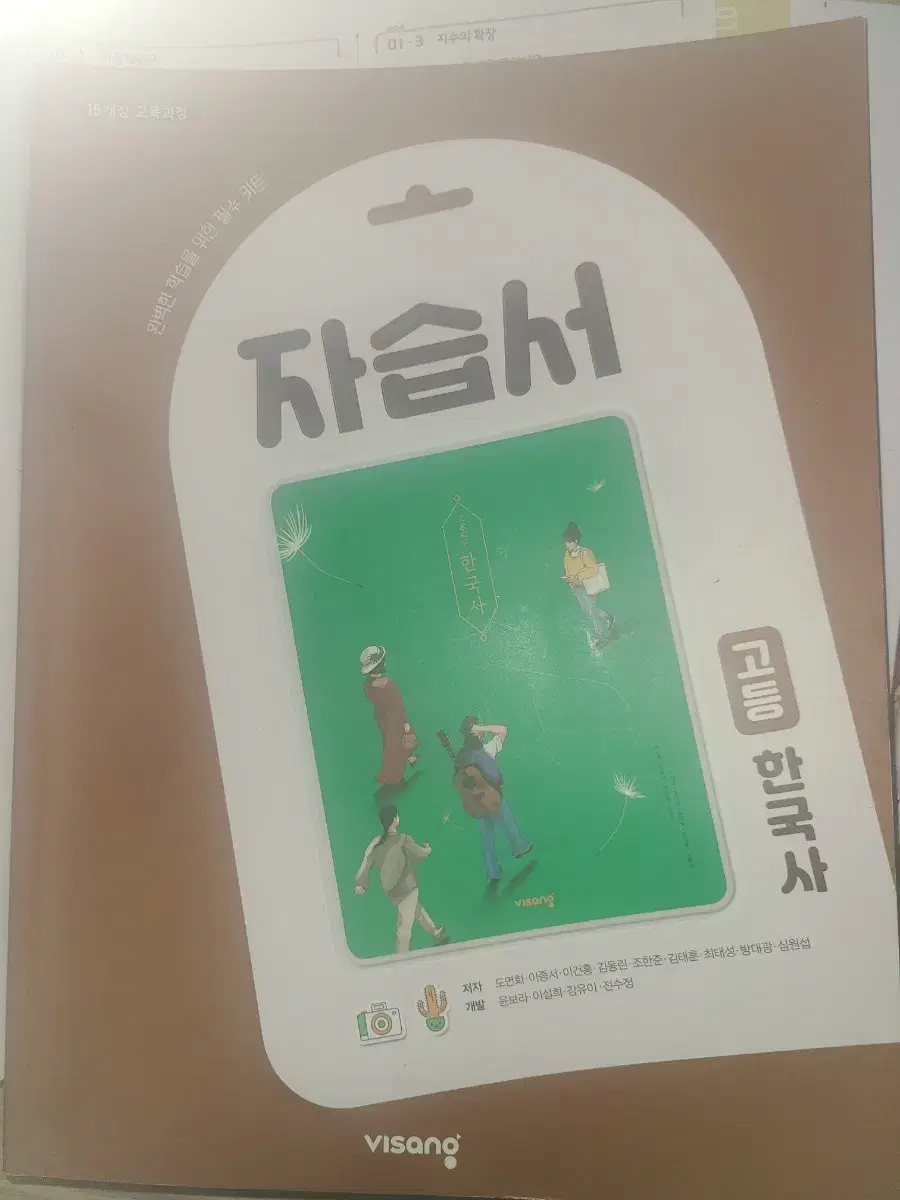 01·3 지수의 확장
15개정 교육과정
완벽한 학습을 위한 필수 키트
자습서
한국사
visang
고등
한국사
저자 도면회·이종서·이건홍·김동린·조한준·김태훈·최태성·방대광·심원섭
개발 윤보라·이설희·강유이·전수정
visang